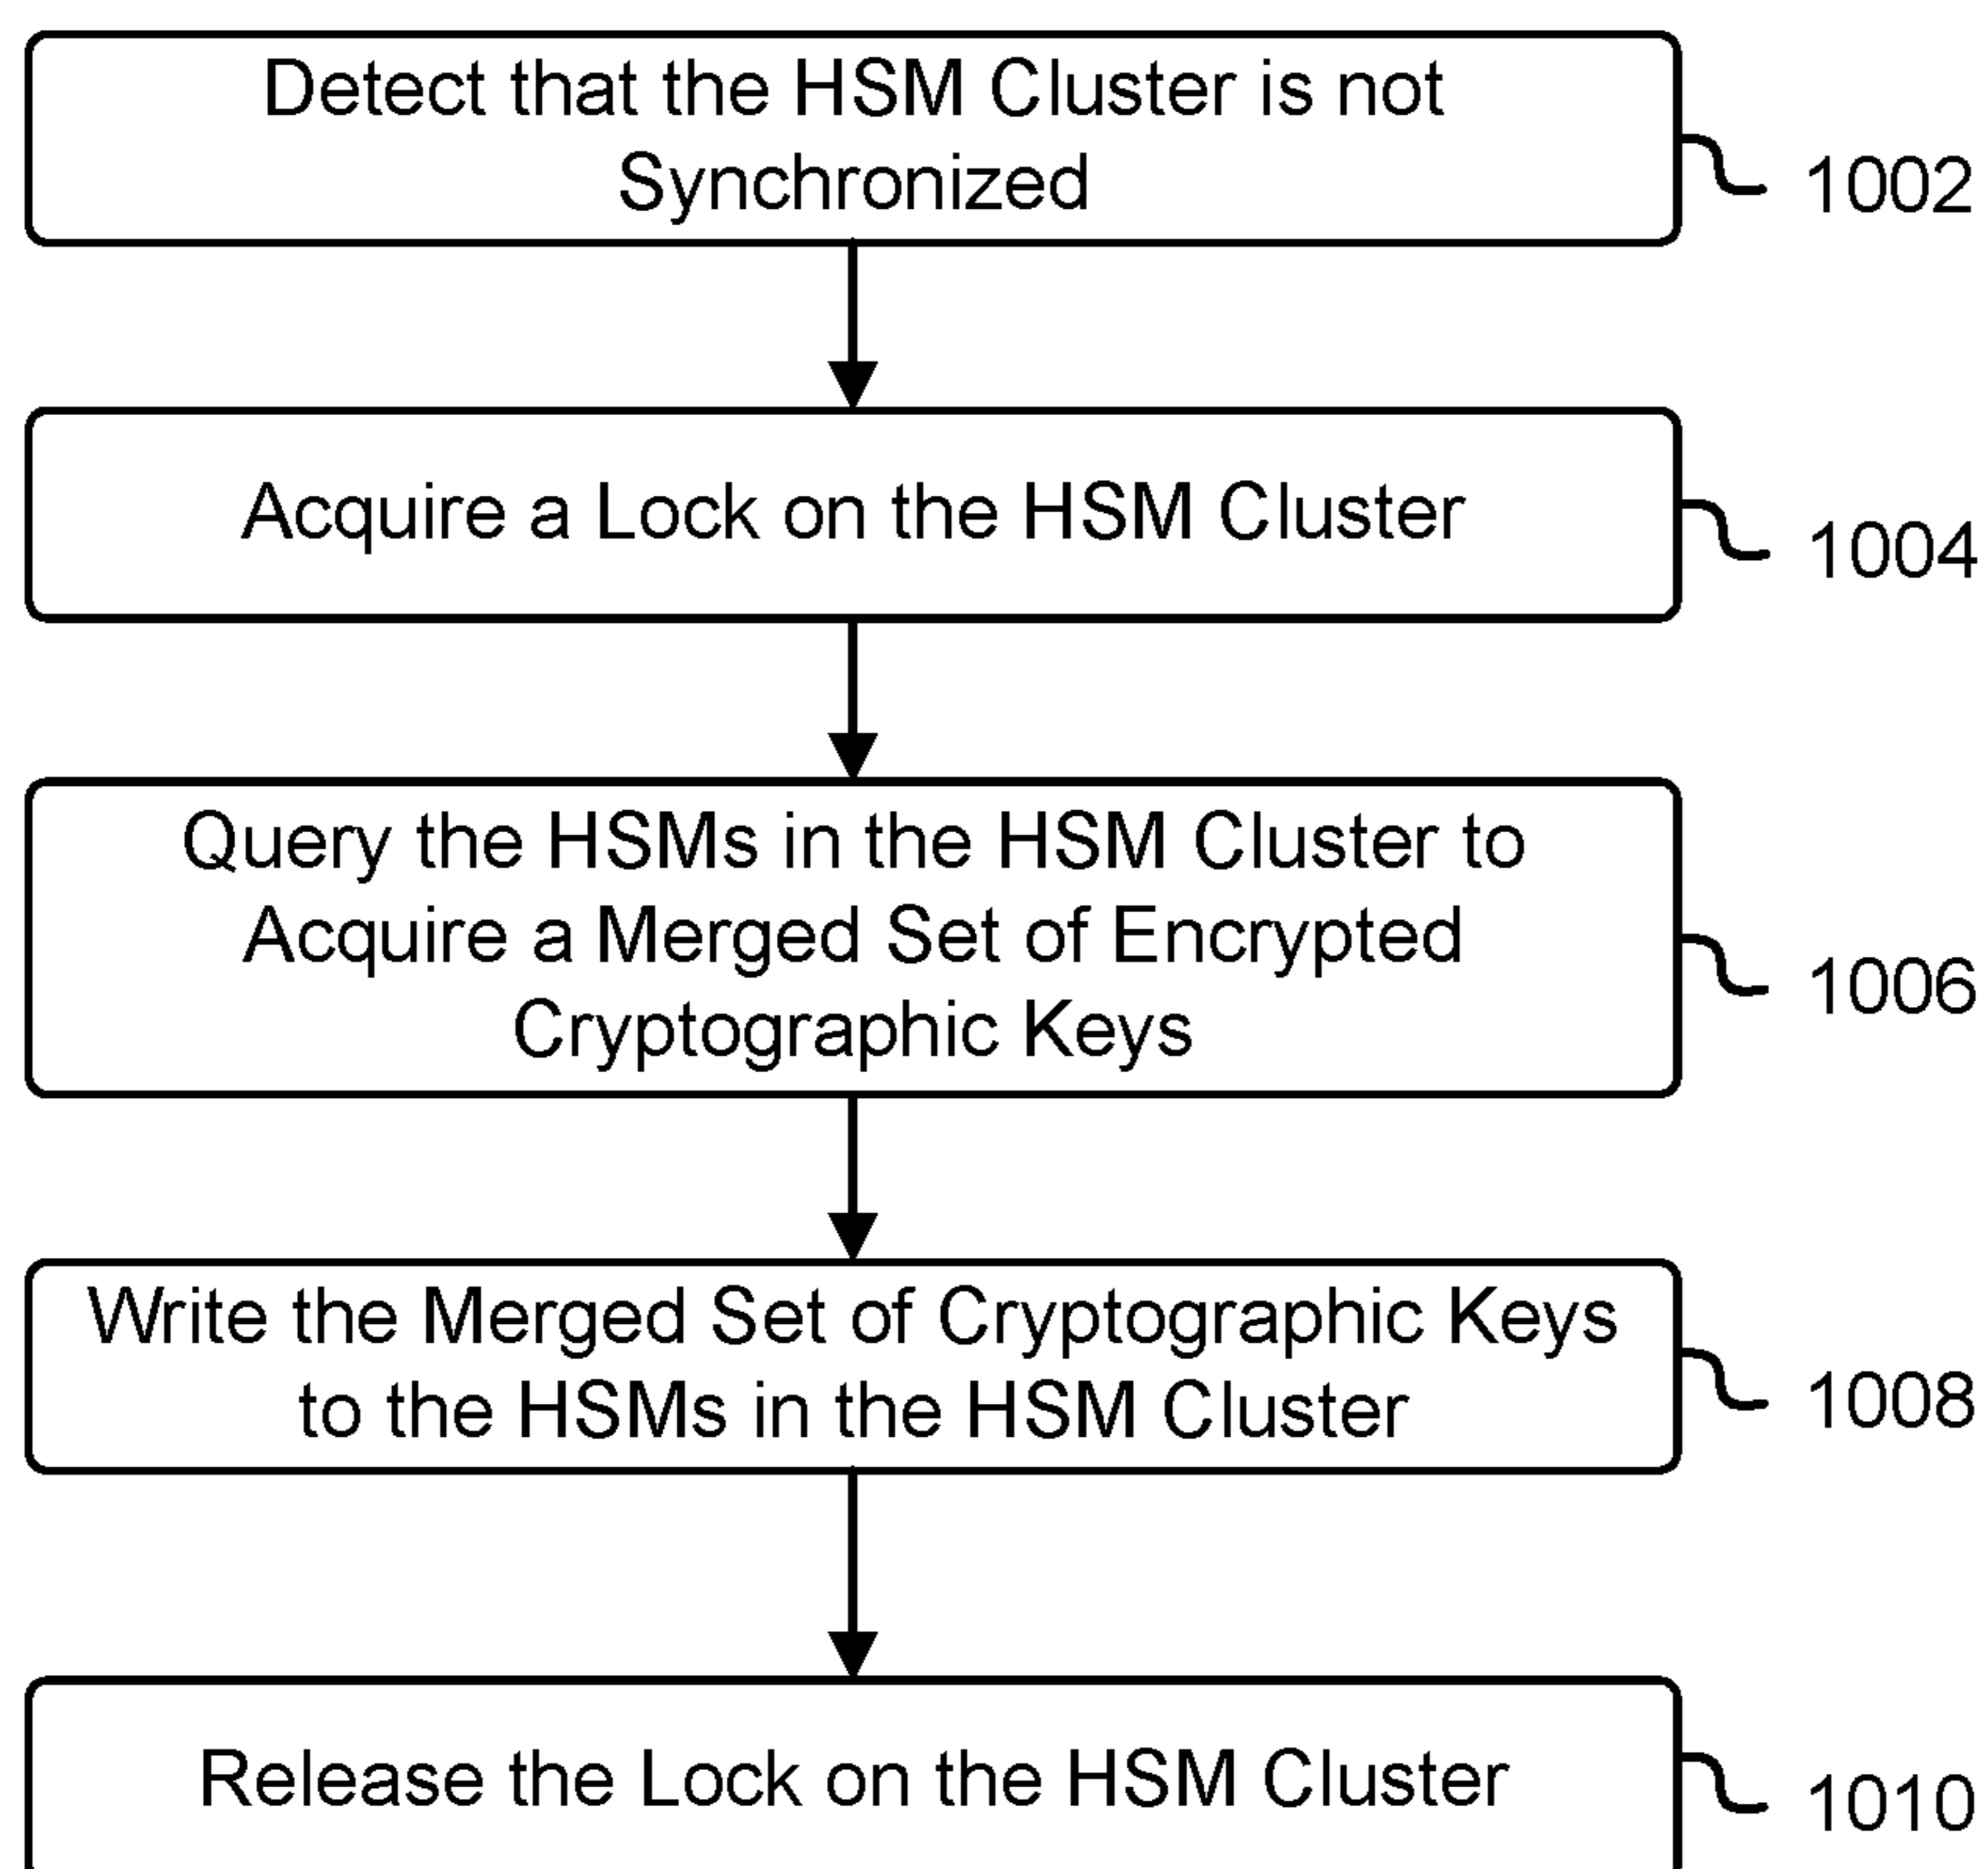 Detect that the HSM Cluster is not
Synchronized
1002
Acquire a Lock on the HSM Cluster
1004
Query the HSMs in the HSM Cluster to
Acquire a Merged Set of Encrypted
Cryptographic Keys
1006
Write the Merged Set of Cryptographic Keys
to the HSMs in the HSM Cluster
1008
Release the Lock on the HSM Cluster
1010